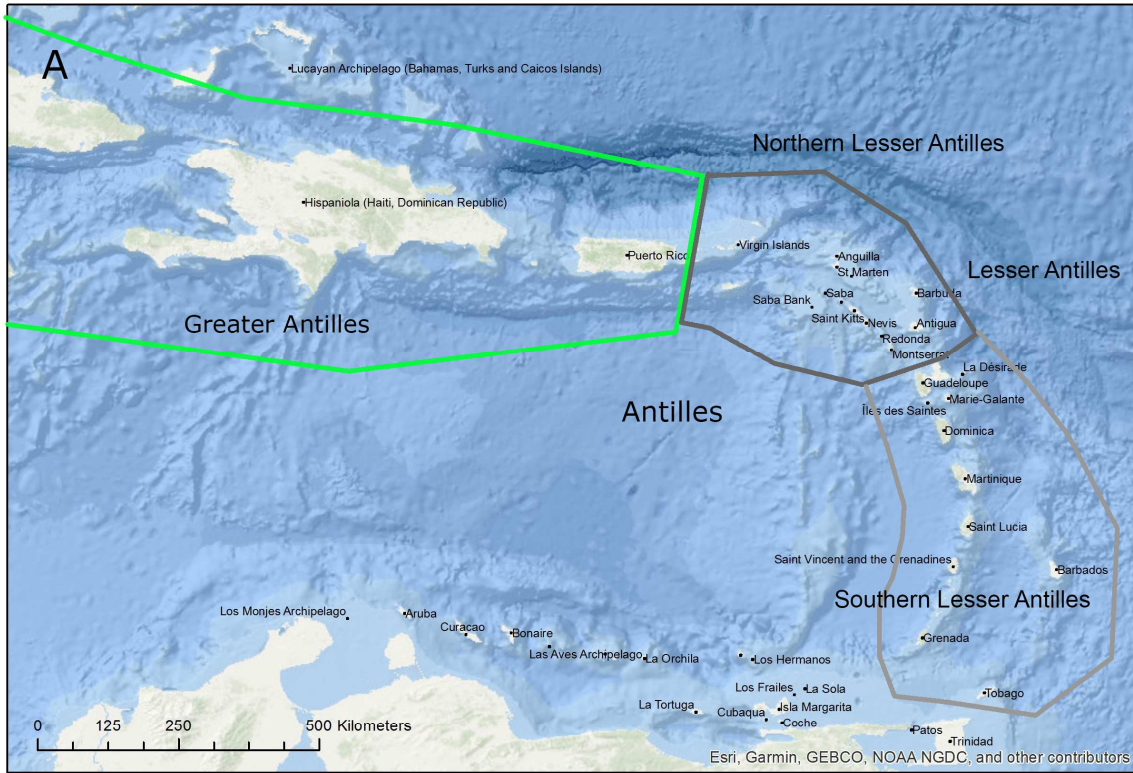 A
Lucayan Archipelago (Bahamas, Turks and Caicos Islands)
Northern Lesser Antilles
Hispaniola (Haiti, Dominican Republic)
Virgin Islands
Puerto Rico
Anguilla
St Marten
Lesser Antilles
Saba
Barbuda
Saba Bank
Saint Kitts
Nevis
Antigua
Greater Antilles
Redonda
Montserrat
La Désirade
Guadeloupe
Marie-Galante
Îles des Saintes
Antilles
Dominica
Martinique
Saint Lucia
Saint Vincent and the Grenadines
Barbados
Southern Lesser Antilles
Los Monjes Archipelago
Aruba
Curacao
Bonaire
Grenada
Las Aves Archipelago
La Orchila
Los Hermanos
Los Frailes
La Sola
Tobago
La Tortuga
Isla Margarita
Cubaqua
Coche
Patos
Trinidad
0 125 250 500 Kilometers
Esri, Garmin, GEBCO, NOAA NGDC, and other contributors